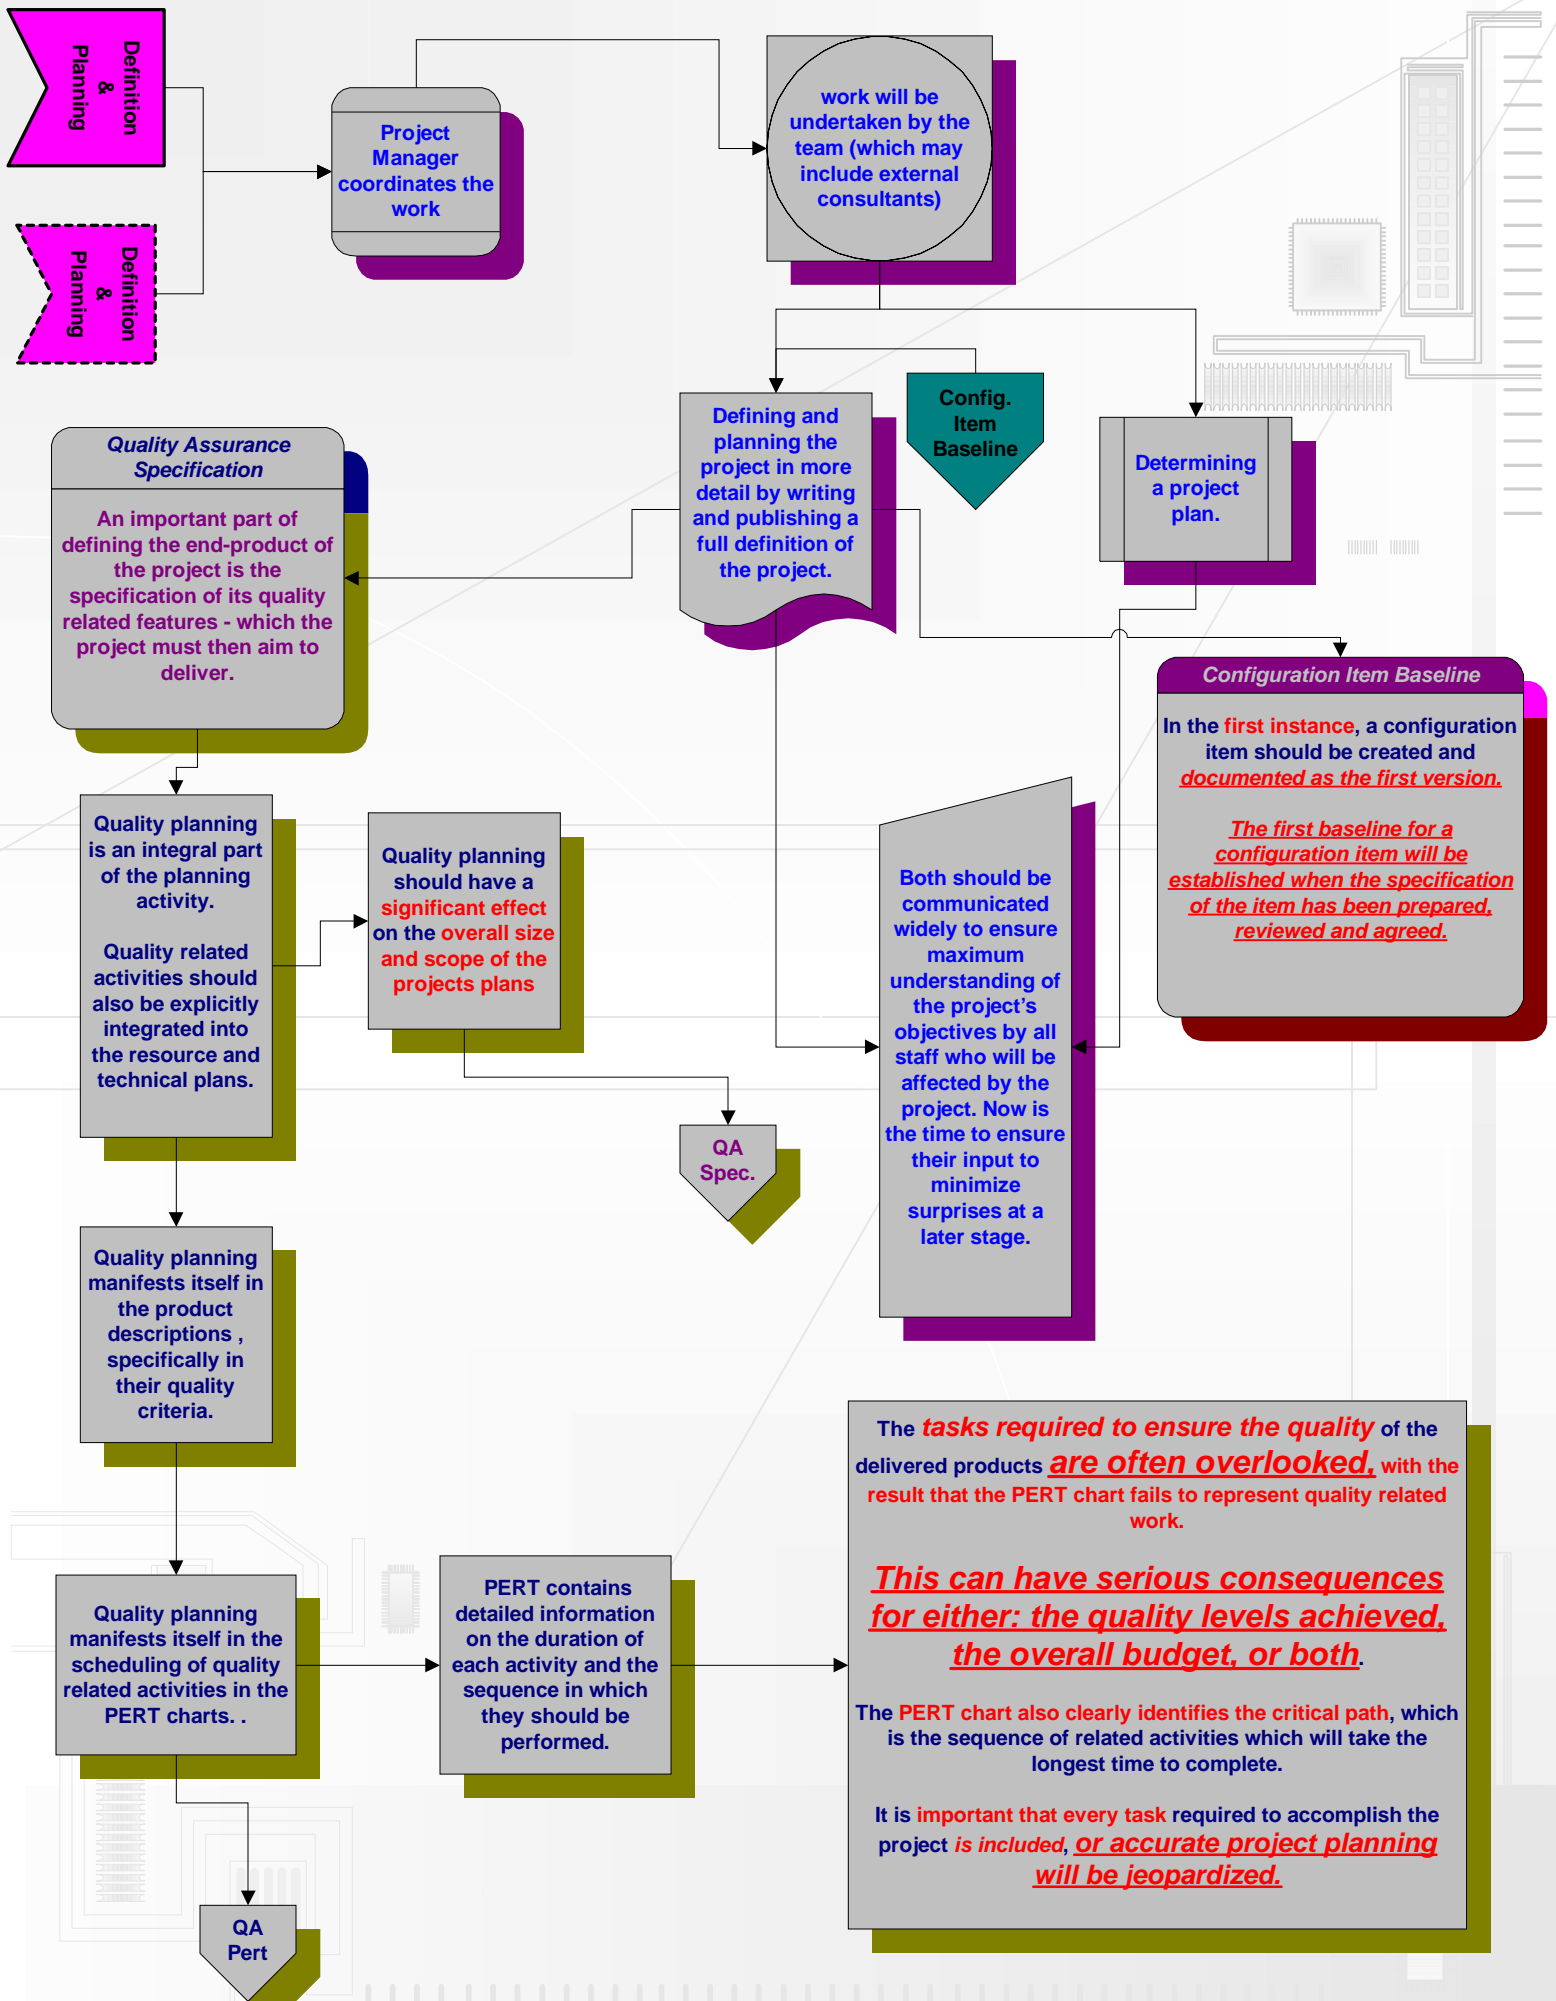 Definition
&
Planning
Definition
&
Planning
Project
Manager
coordinates the
work
work will be
undertaken by the
team (which may
include external
consultants)
Defining and
planning the
project in more
detail by writing
and publishing a
full definition of
the project.
Config.
Item
Baseline
Determining
a project
plan.
Quality Assurance
Specification
An important part of
defining the end-product of
the project is the
specification of its quality
related features - which the
project must then aim to
deliver.
Configuration Item Baseline
In the first instance, a configuration
item should be created and
documented as the first version.
The first baseline for a
configuration item will be
established when the specification
of the item has been prepared,
reviewed and agreed.
Quality planning
is an integral part
of the planning
activity.
Quality related
activities should
also be explicitly
integrated into
the resource and
technical plans.
Quality planning
should have a
significant effect
on the overall size
and scope of the
projects plans
Both should be
communicated
widely to ensure
maximum
understanding of
the project’s
objectives by all
staff who will be
affected by the
project. Now is
the time to ensure
their input to
minimize
surprises at a
later stage.
QA
Spec.
Quality planning
manifests itself in
the product
descriptions ,
specifically in
their quality
criteria.
Quality planning
manifests itself in the
scheduling of quality
related activities in the
PERT charts. .
PERT contains
detailed information
on the duration of
each activity and the
sequence in which
they should be
performed.
The tasks required to ensure the quality of the
delivered products are often overlooked, with the
result that the PERT chart fails to represent quality related
work.
This can have serious consequences
for either: the quality levels achieved,
the overall budget, or both.
The PERT chart also clearly identifies the critical path, which
is the sequence of related activities which will take the
longest time to complete.
It is important that every task required to accomplish the
project is included, or accurate project planning
will be jeopardized.
QA
Pert